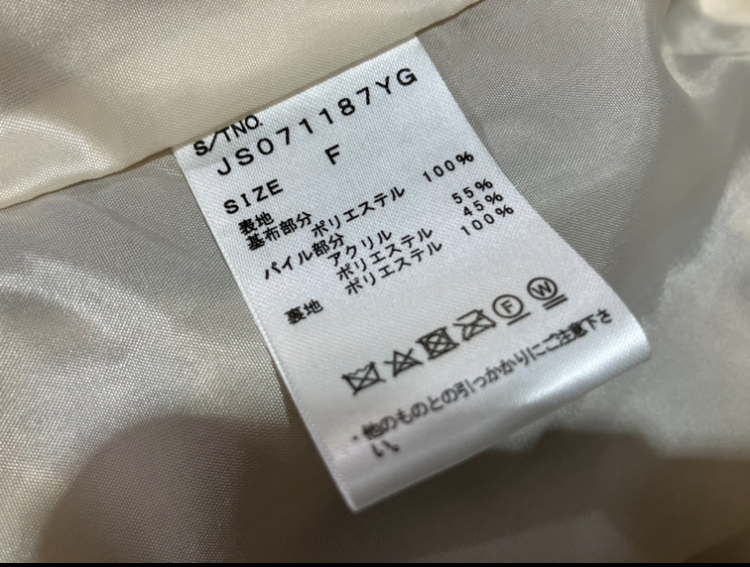 S/TNO.
JS071187YG
SIZE F
表地
基布部分 ポリエステル 100%
パイル部分 アクリル 55%
ポリエステル 45%
裏地 ポリエステル 100%
F W
*他のものとの引っかかりにご注意下さ
い。